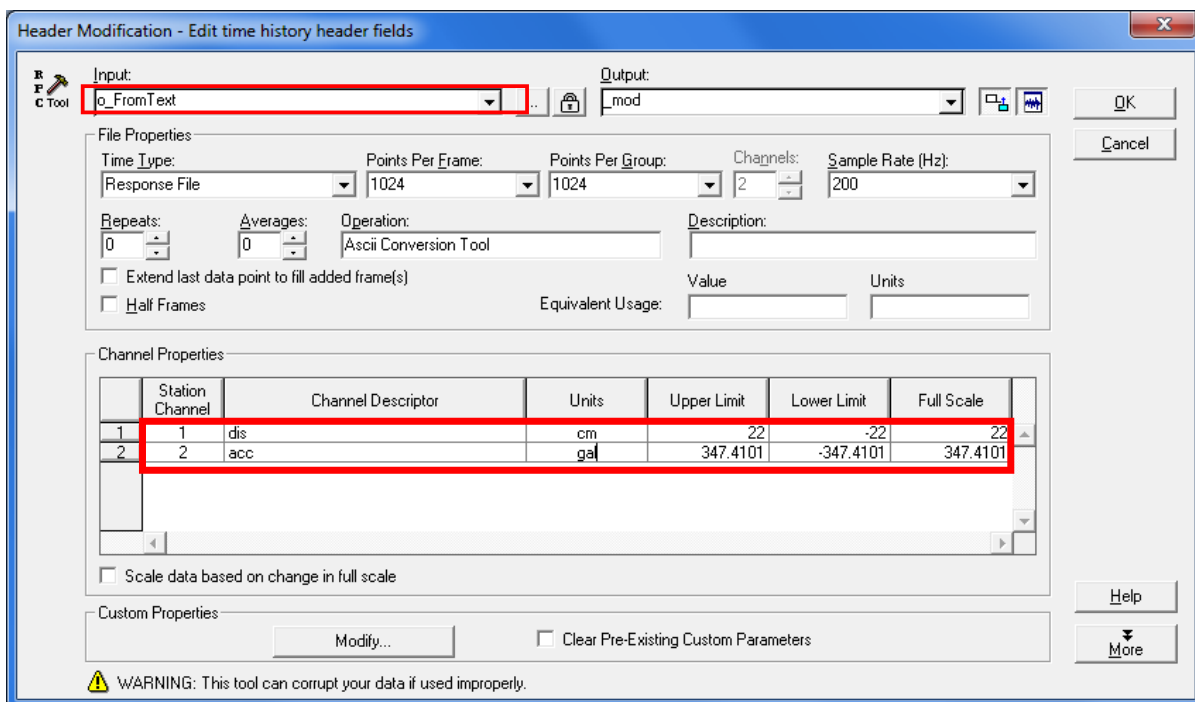 Header Modification - Edit time history header fields
R
P
C Tool
Input:
Output:
o_FromText
..
_mod
OK
Cancel
File Properties
Time Type:
Points Per Frame:
Points Per Group:
Channels:
Sample Rate (Hz):
Response File
1024
1024
2
200
Repeats:
Averages:
Operation:
Description:
0
0
Ascii Conversion Tool
Extend last data point to fill added frame(s)
Value
Units
Half Frames
Equivalent Usage:
Channel Properties
Station Channel
Channel Descriptor
Units
Upper Limit
Lower Limit
Full Scale
1 1 dis cm 22 -22 22
2 2 acc gal 347.4101 -347.4101 347.4101
Scale data based on change in full scale
Help
Custom Properties
Modify...
Clear Pre-Existing Custom Parameters
More
WARNING: This tool can corrupt your data if used improperly.